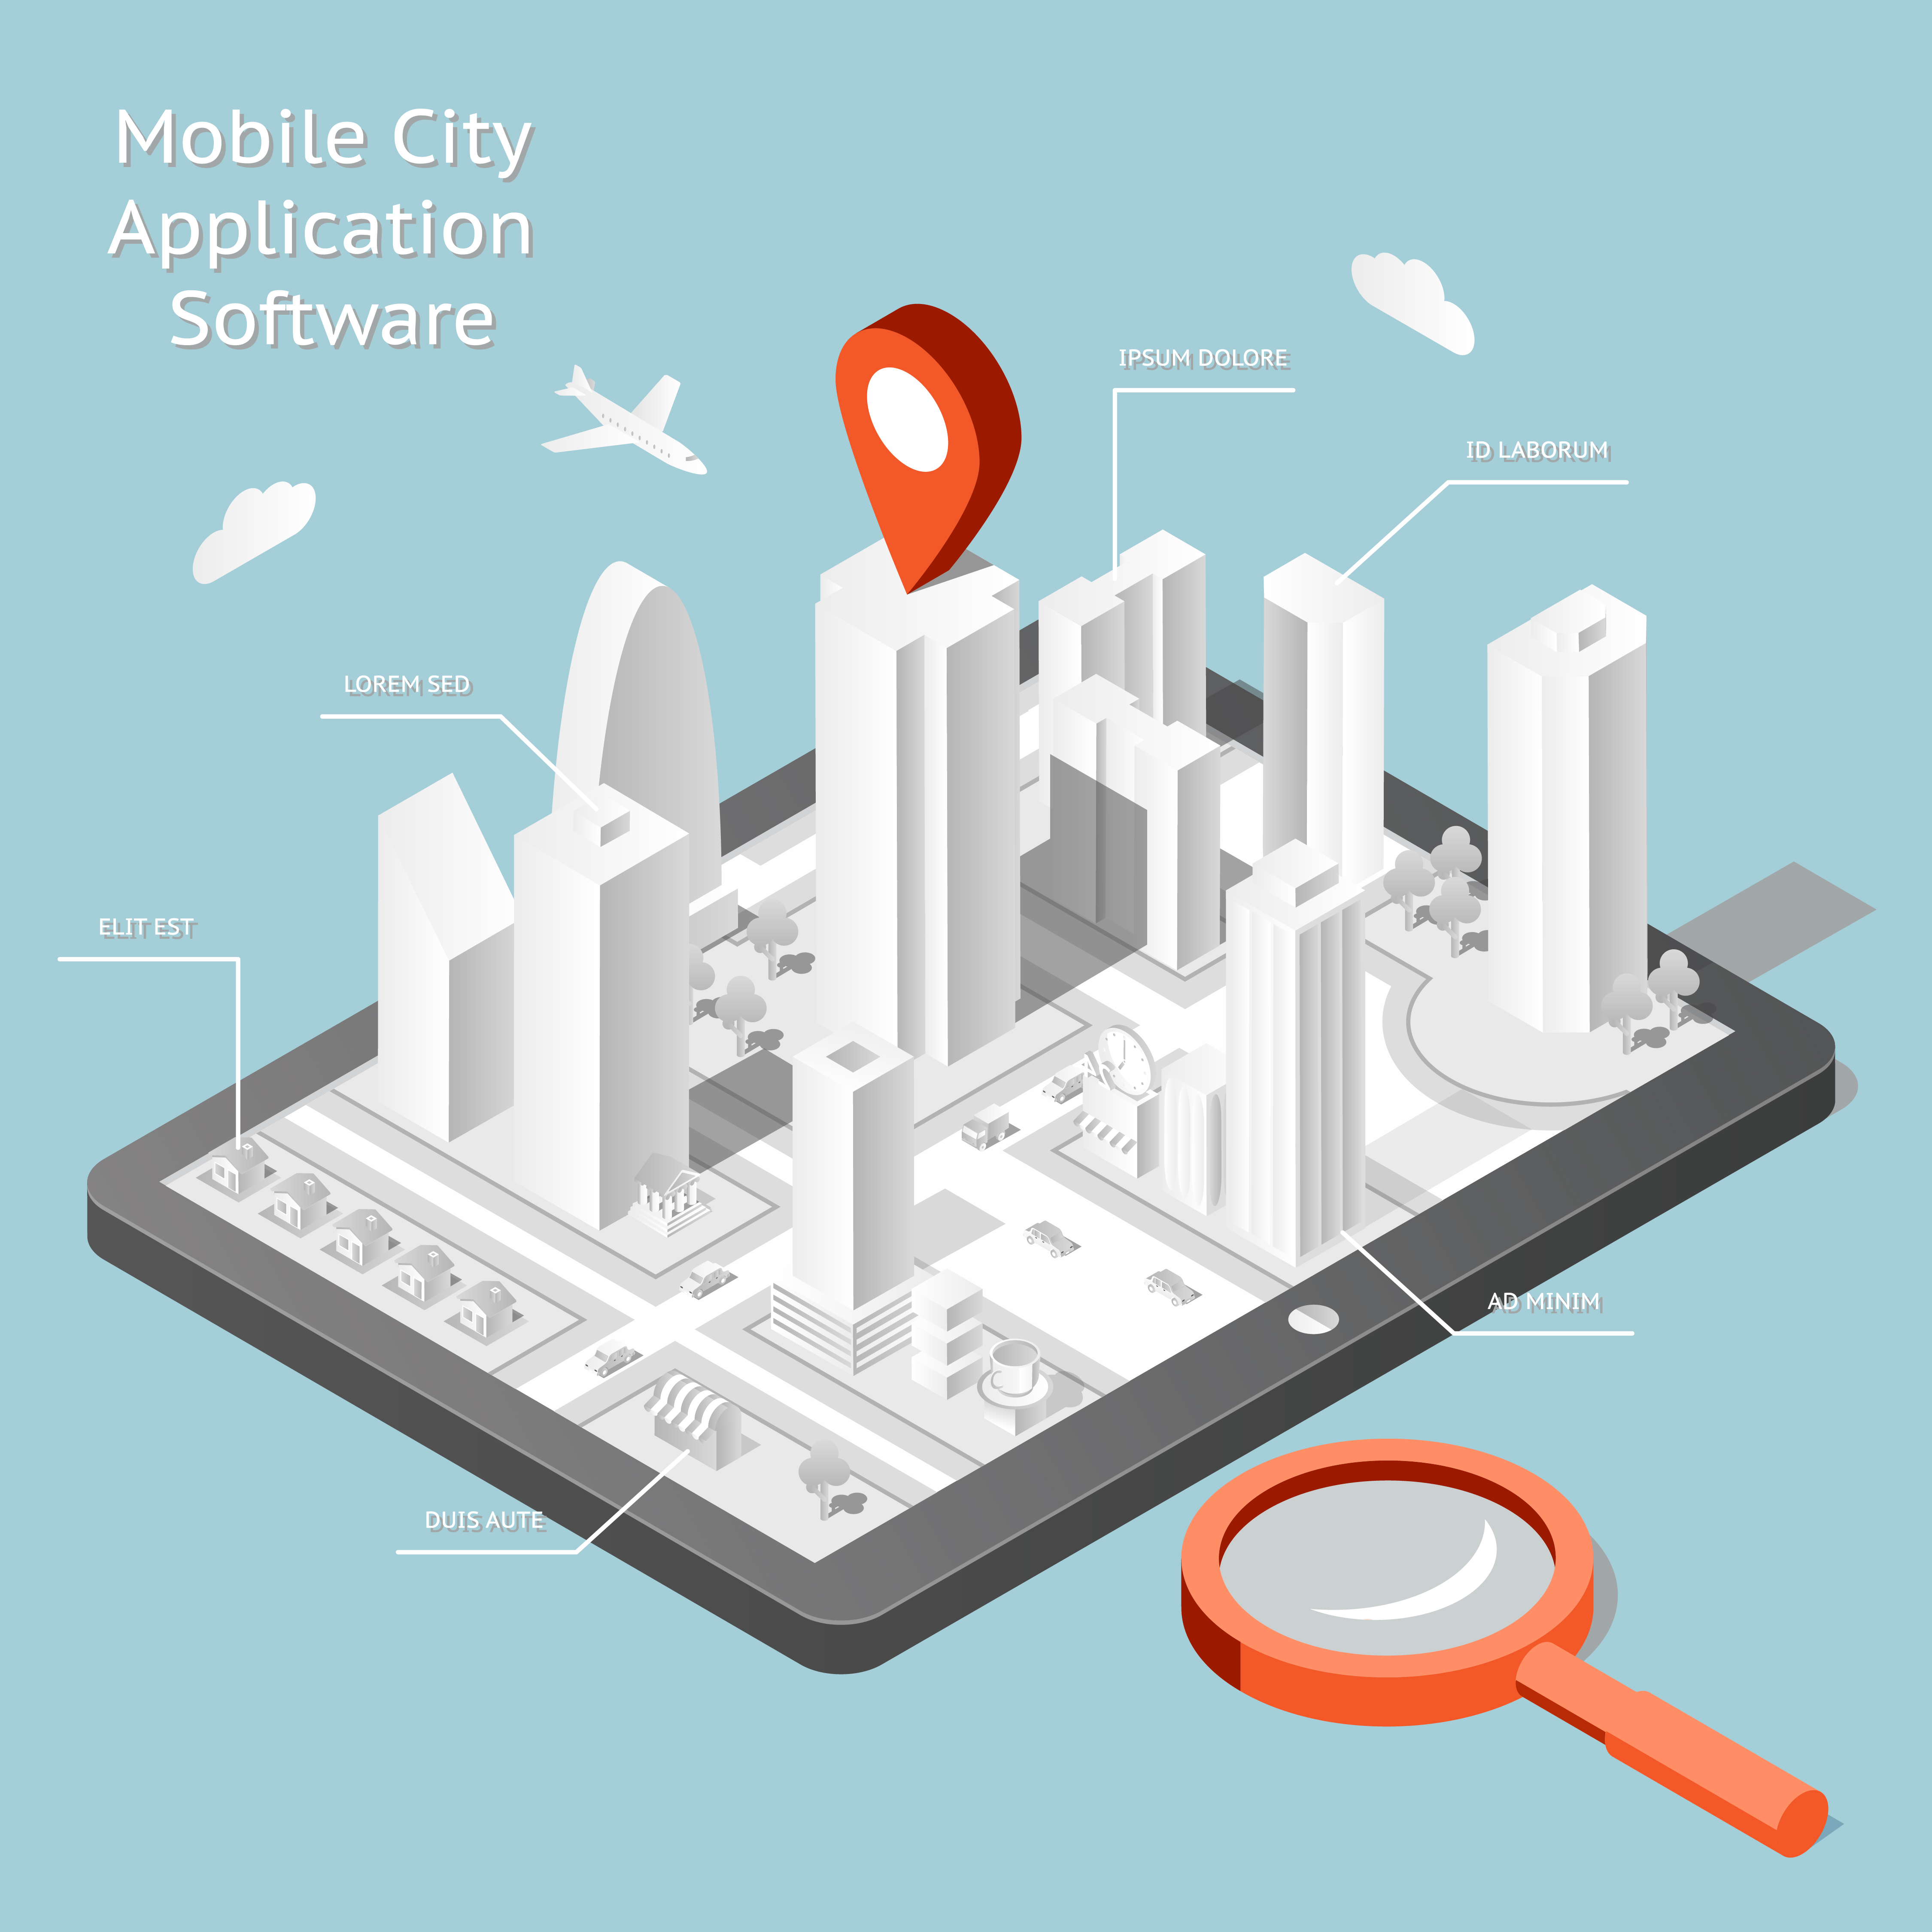 Mobile City
Application
Software
IPSUM DOLORE
ID LABORUM
LOREM SED
ELIT EST
AD MINIM
DUIS AUTE